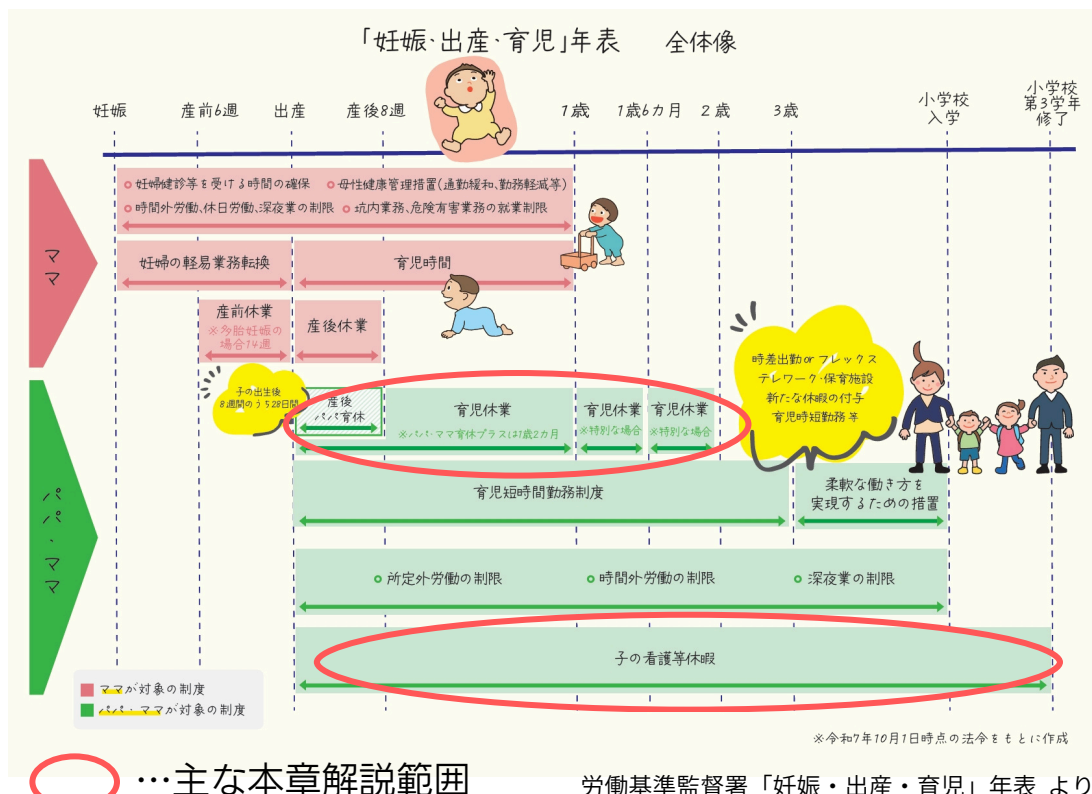 「妊娠・出産・育児」年表 全体像
妊娠
産前6週
出産
産後8週
1歳
1歳6カ月
2歳
3歳
小学校
入学
小学校
第3学年
修了
ママ
妊婦健診等を受ける時間の確保 母性健康管理措置(通勤緩和、勤務軽減等)
時間外労働、休日労働、深夜業の制限 坑内業務、危険有害業務の就業制限
妊婦の軽易業務転換
育児時間
産前休業
※多胎妊娠の
場合14週
産後休業
パパ・ママ
子の出生後
8週間のうち28日間
産後
パパ育休
育児休業
※パパ・ママ育休プラスは1歳2カ月
育児休業
※特別な場合
育児休業
※特別な場合
時差出勤orフレックス
テレワーク・保育施設
新たな休暇の付与
育児時短勤務 等
育児短時間勤務制度
柔軟な働き方を
実現するための措置
所定外労働の制限
時間外労働の制限
深夜業の制限
子の看護等休暇
ママが対象の制度
パパ・ママが対象の制度
※令和7年10月1日時点の法令をもとに作成
…主な本章解説範囲
労働基準監督署「妊娠・出産・育児」年表 より